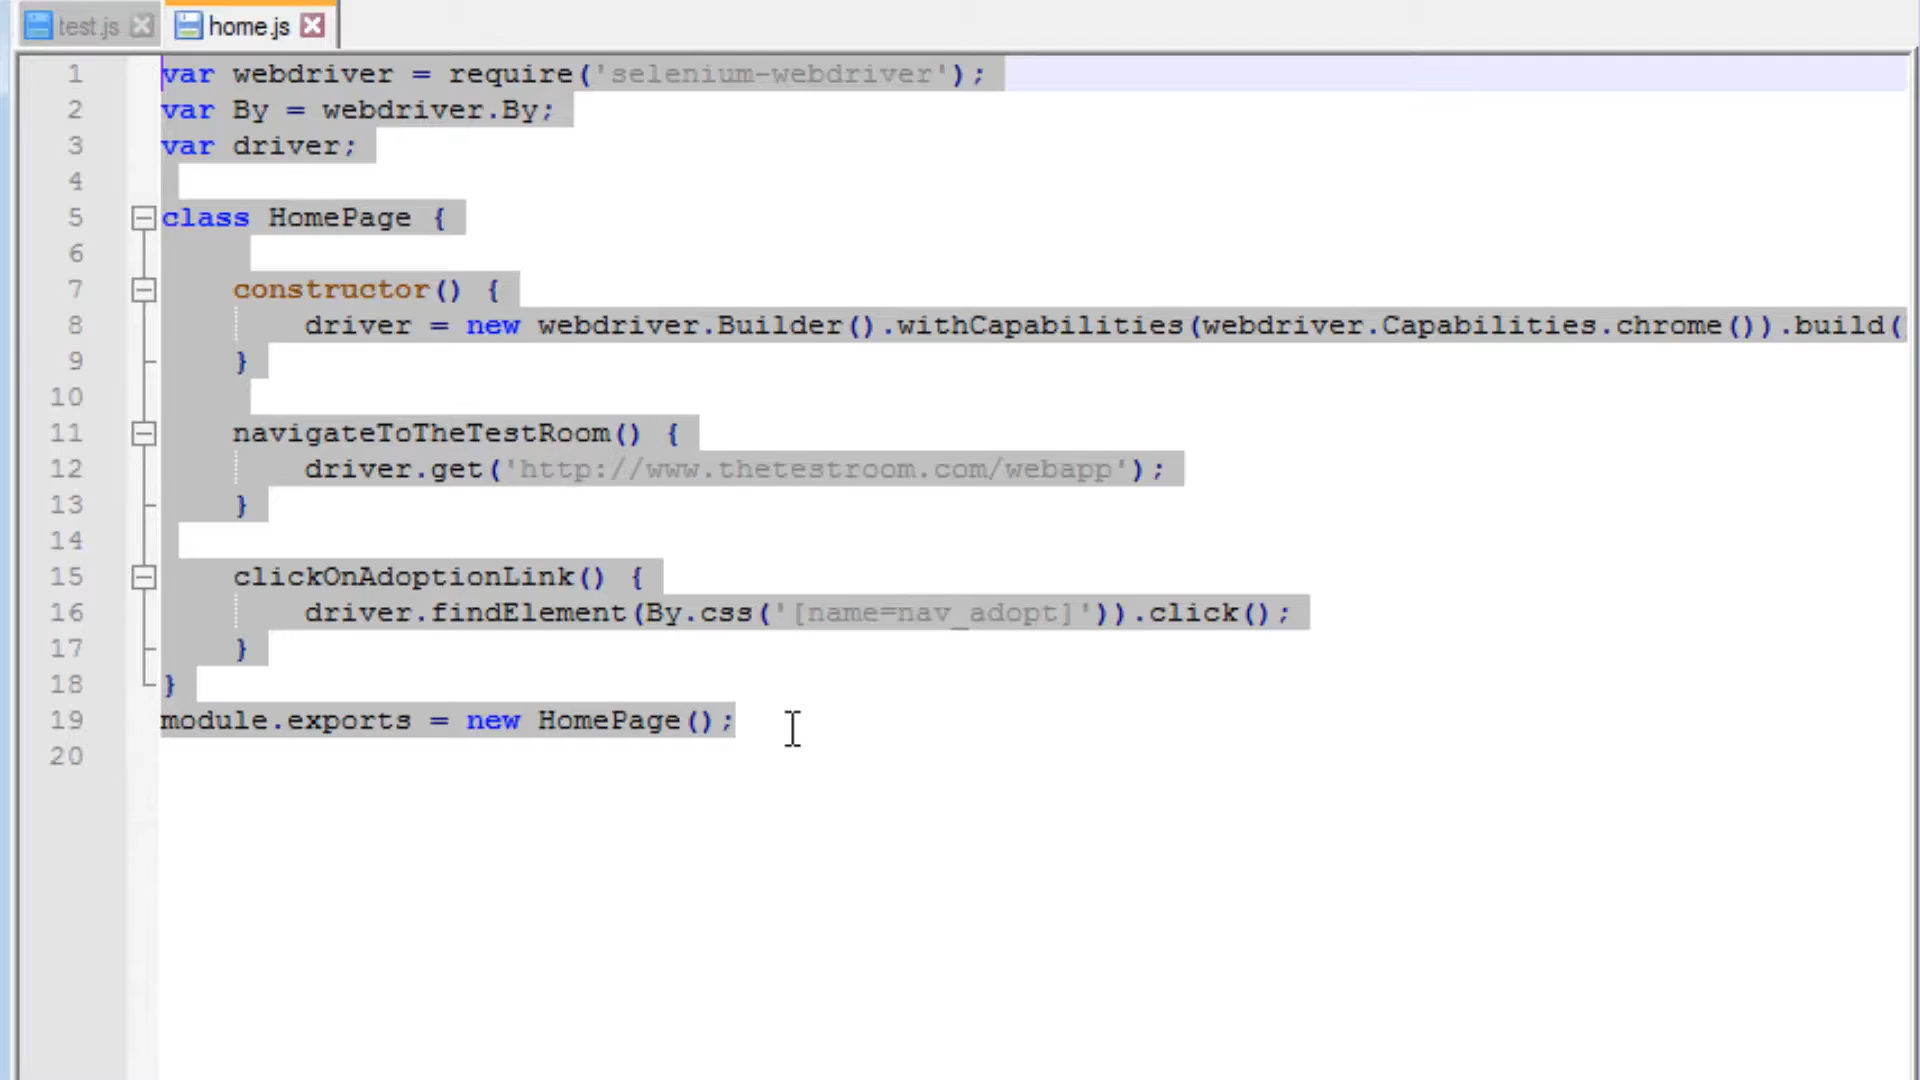 test.js home.js
1 var webdriver = require('selenium-webdriver');
2 var By = webdriver.By;
3 var driver;
4
5 class HomePage {
6
7 constructor() {
8 driver = new webdriver.Builder().withCapabilities(webdriver.Capabilities.chrome()).build(
9 }
10
11 navigateToTheTestRoom() {
12 driver.get('http://www.thetestroom.com/webapp');
13 }
14
15 clickOnAdoptionLink() {
16 driver.findElement(By.css('[name=nav_adopt]')).click();
17 }
18 }
19 module.exports = new HomePage();
20